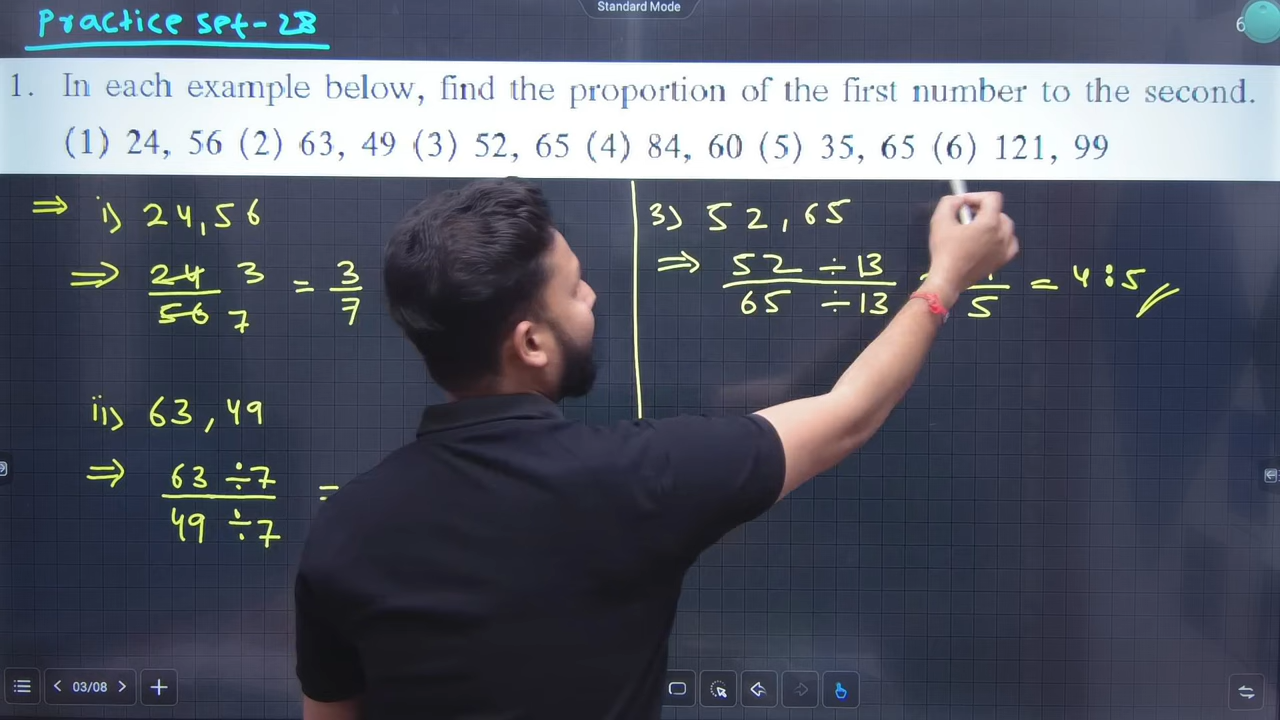 Standard Mode
Practice set-28
6
1. In each example below, find the proportion of the first number to the second.
(1) 24, 56 (2) 63, 49 (3) 52, 65 (4) 84, 60 (5) 35, 65 (6) 121, 99
⇒ i) 24,56
⇒ 24/56 3/7 = 3/7
ii) 63,49
⇒ 63 ÷7 / 49 ÷7 =
3) 52,65
⇒ 52 ÷13 / 65 ÷13 5 = 4:5
03/08